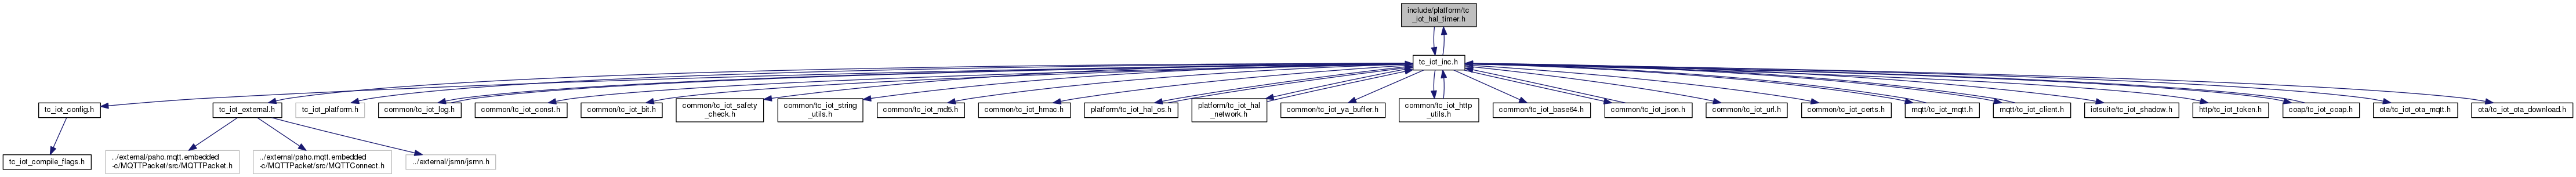 include/platform/tc
_iot_hal_timer.h
tc_iot_inc.h
tc_iot_config.h
tc_iot_external.h
tc_iot_platform.h
common/tc_iot_log.h
common/tc_iot_const.h
common/tc_iot_bit.h
common/tc_iot_safety
_check.h
common/tc_iot_string
_utils.h
common/tc_iot_md5.h
common/tc_iot_hmac.h
platform/tc_iot_hal_os.h
platform/tc_iot_hal
_network.h
common/tc_iot_ya_buffer.h
common/tc_iot_http
_utils.h
common/tc_iot_base64.h
common/tc_iot_json.h
common/tc_iot_url.h
common/tc_iot_certs.h
mqtt/tc_iot_mqtt.h
mqtt/tc_iot_client.h
iotsuite/tc_iot_shadow.h
http/tc_iot_token.h
coap/tc_iot_coap.h
ota/tc_iot_ota_mqtt.h
ota/tc_iot_ota_download.h
tc_iot_compile_flags.h
../external/paho.mqtt.embedded
-c/MQTTPacket/src/MQTTPacket.h
../external/paho.mqtt.embedded
-c/MQTTPacket/src/MQTTConnect.h
../external/jsmn/jsmn.h